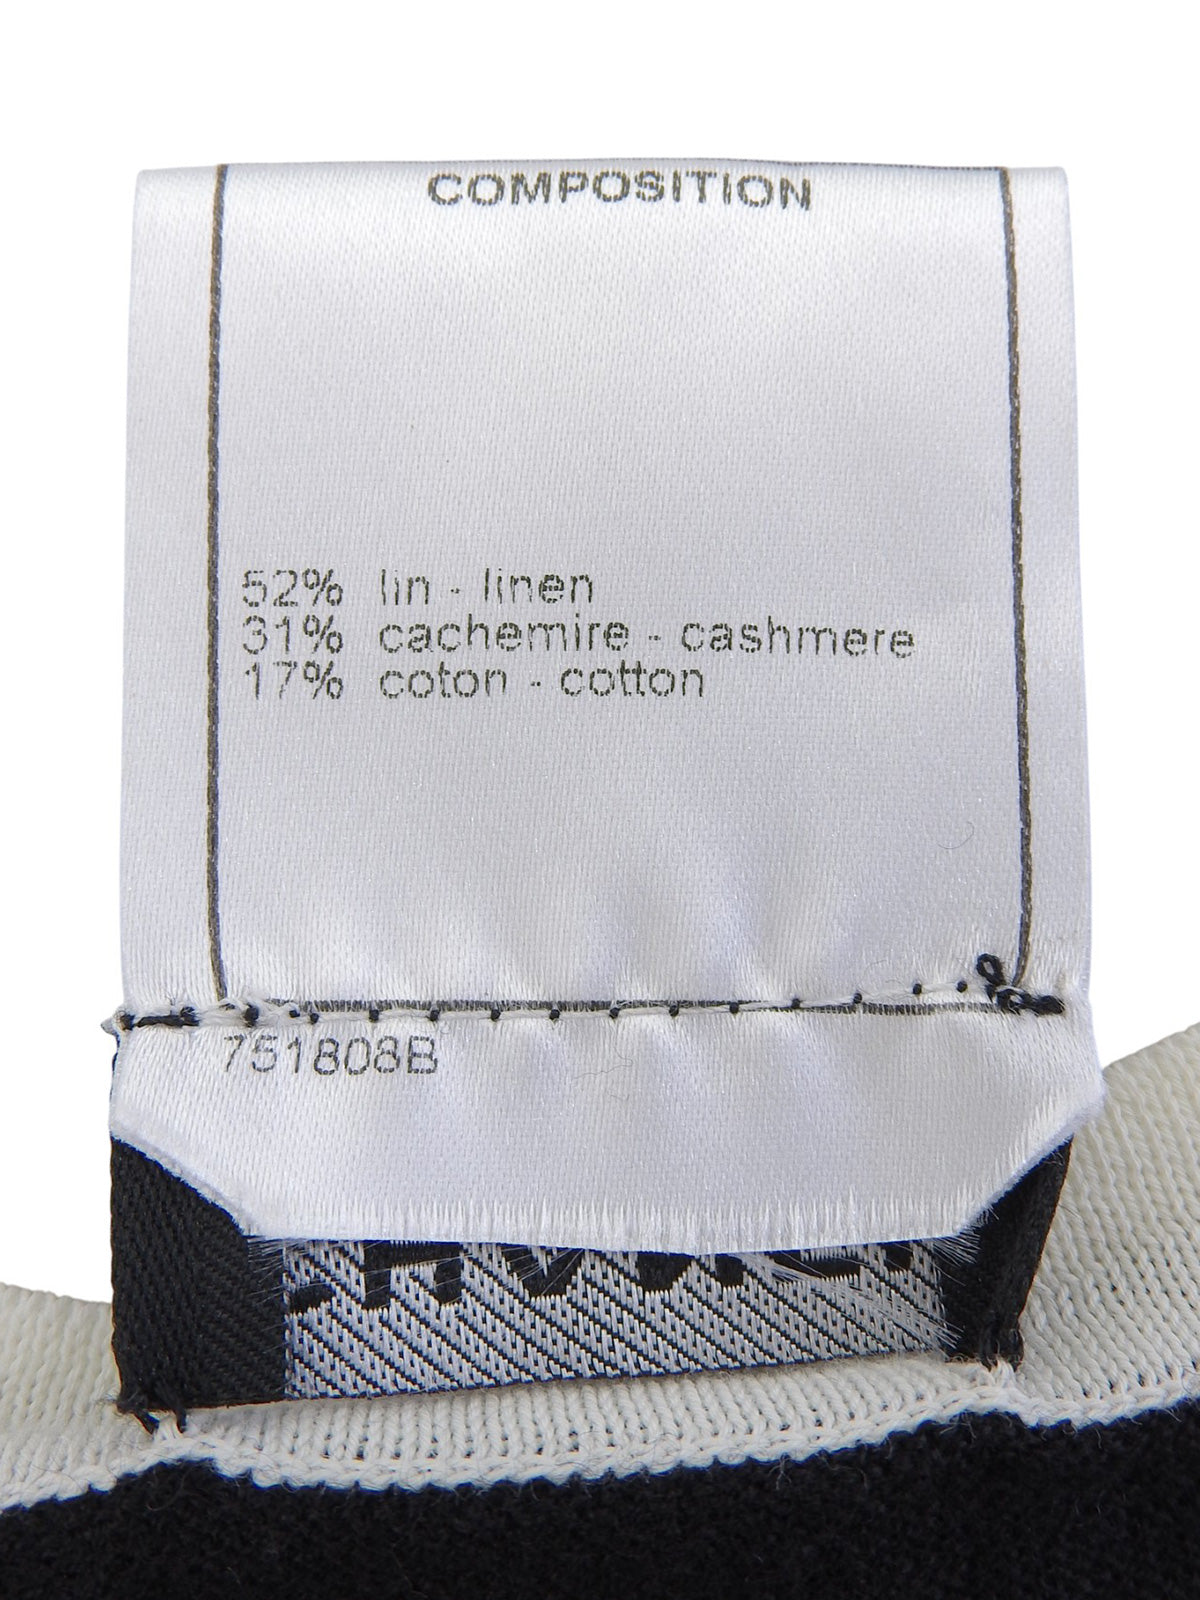 COMPOSITION
52% lin - linen
31% cachemire - cashmere
17% coton - cotton
751808B